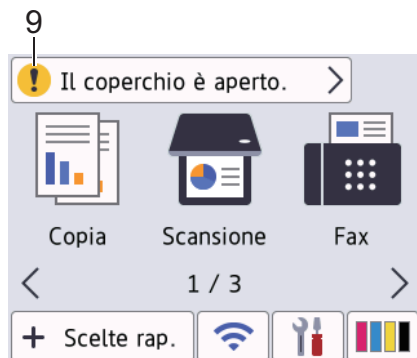 9
Il coperchio è aperto.
Copia Scansione Fax
1 / 3
+ Scelte rap.